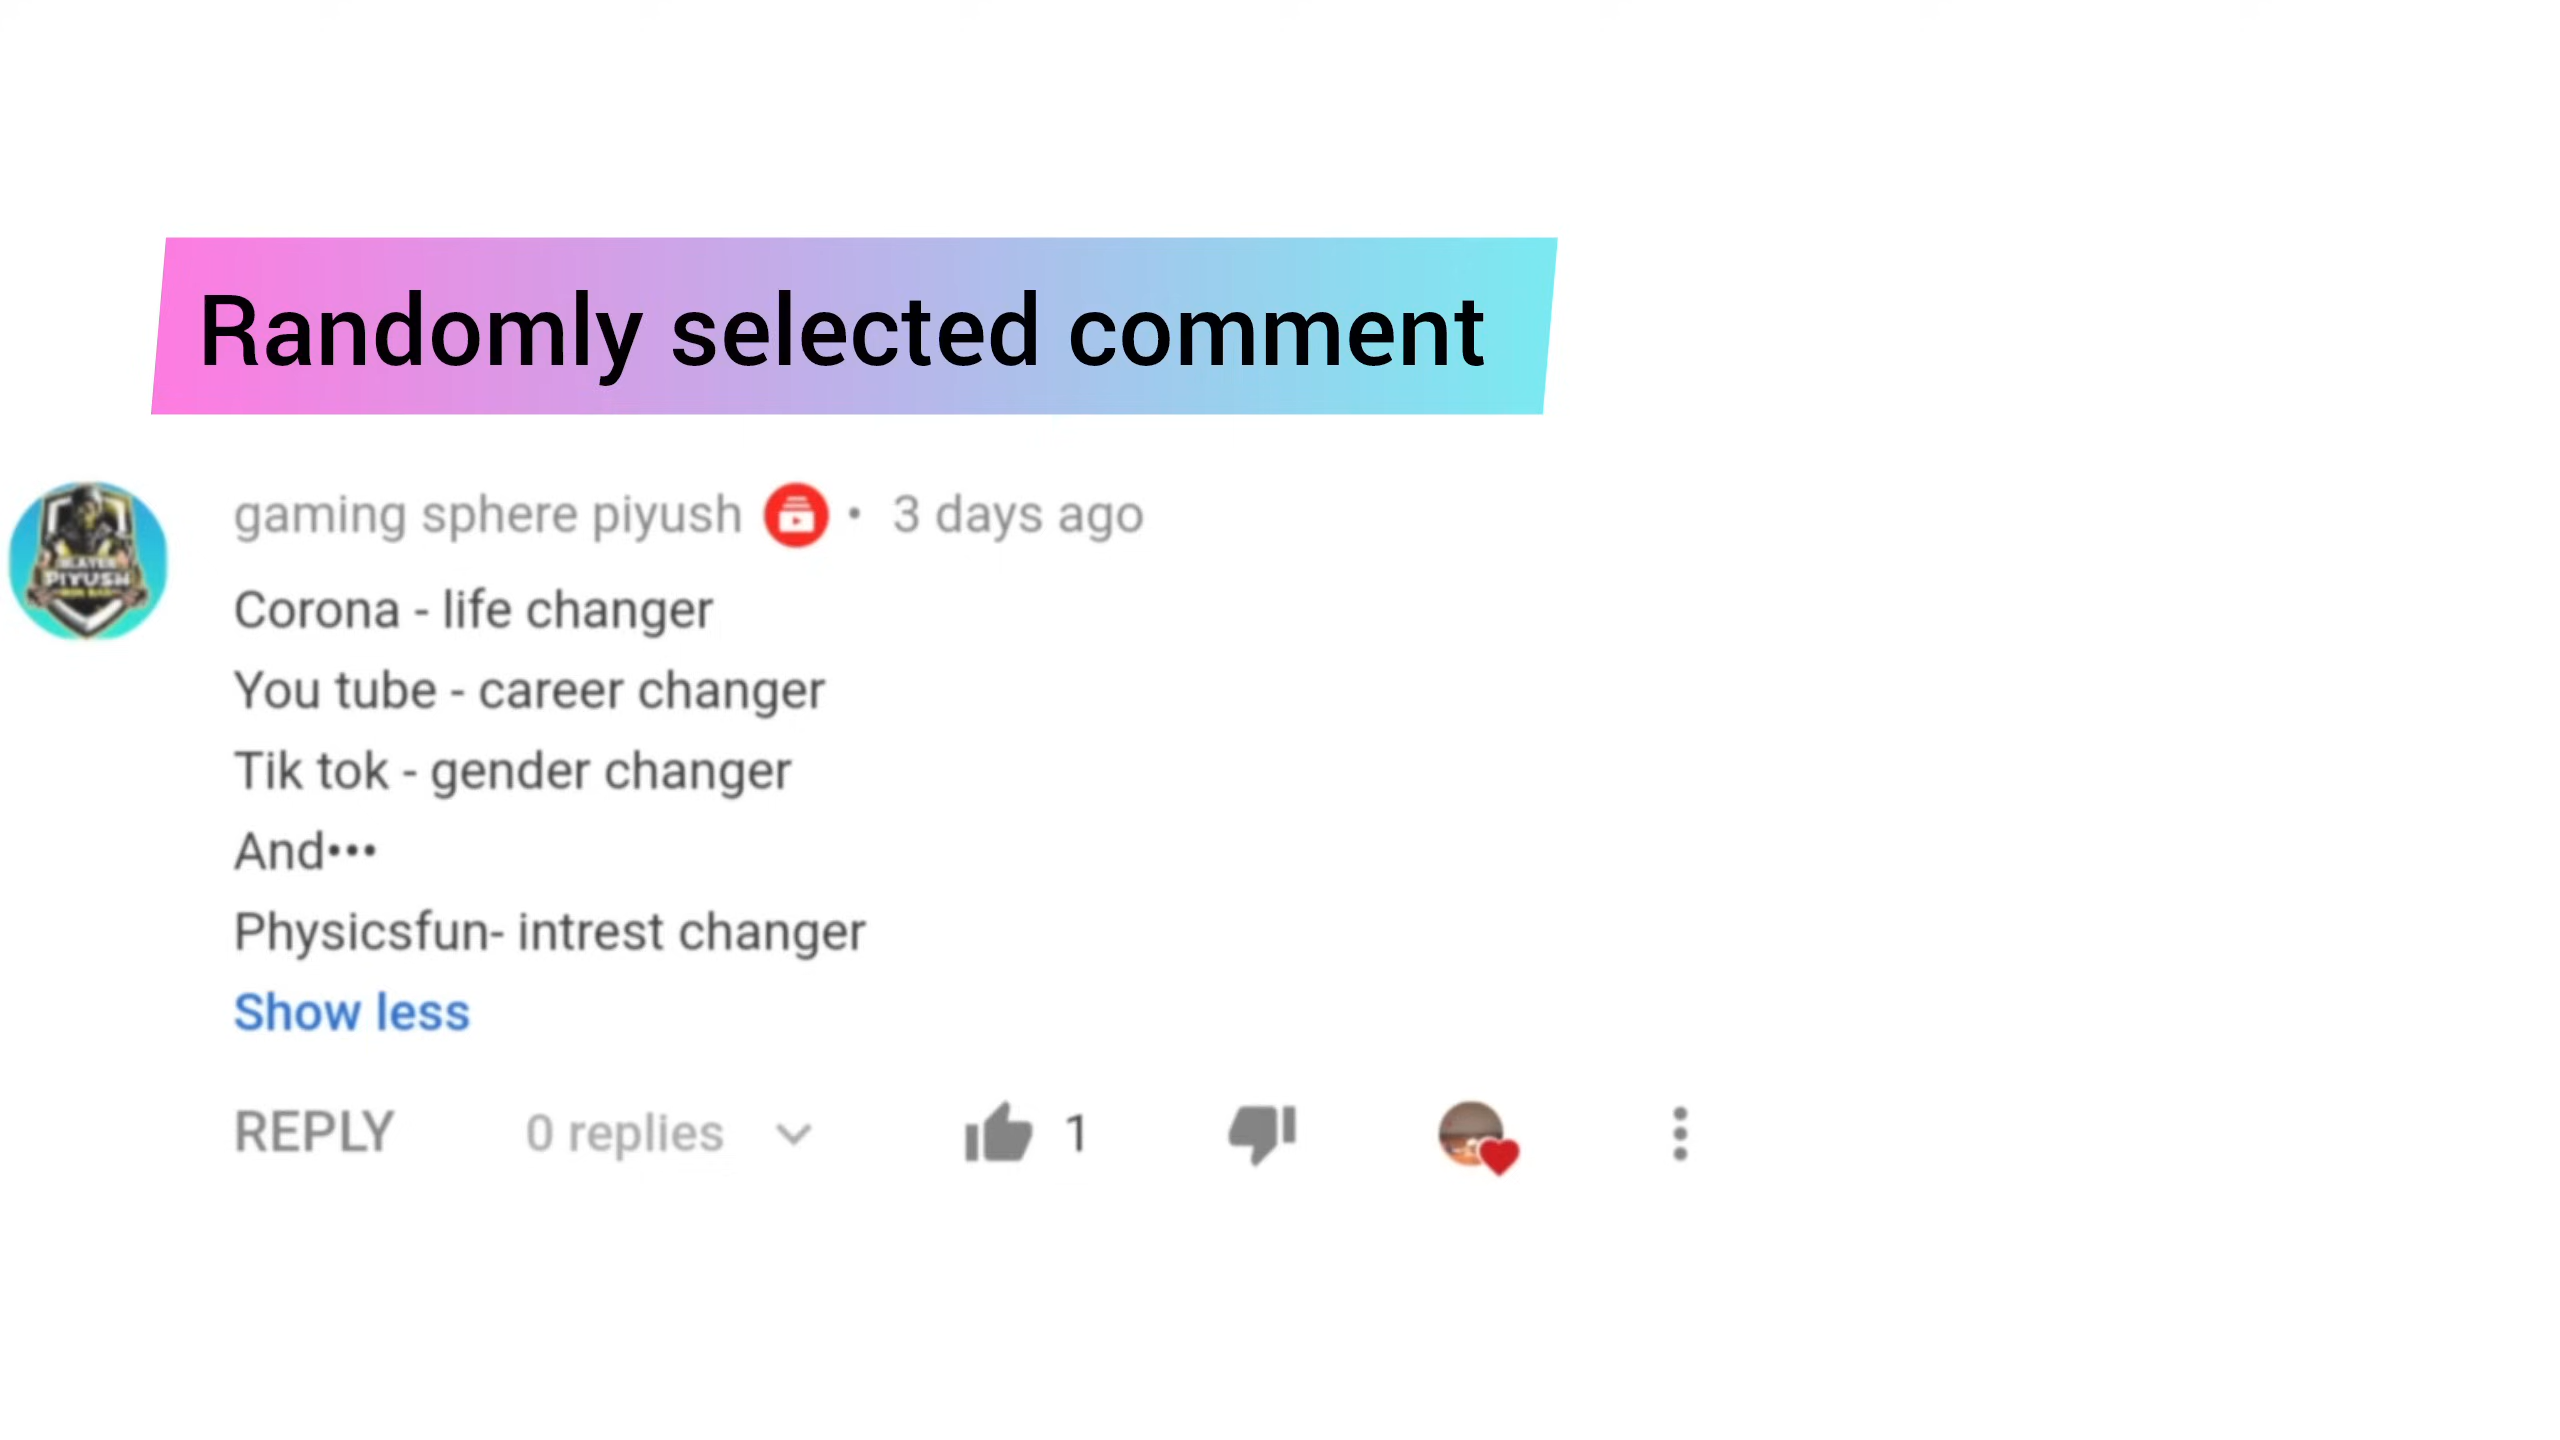 Randomly selected comment
gaming sphere piyush • 3 days ago
PIYUSH
Corona - life changer
You tube - career changer
Tik tok - gender changer
And•••
Physicsfun- intrest changer
Show less
REPLY 0 replies 1